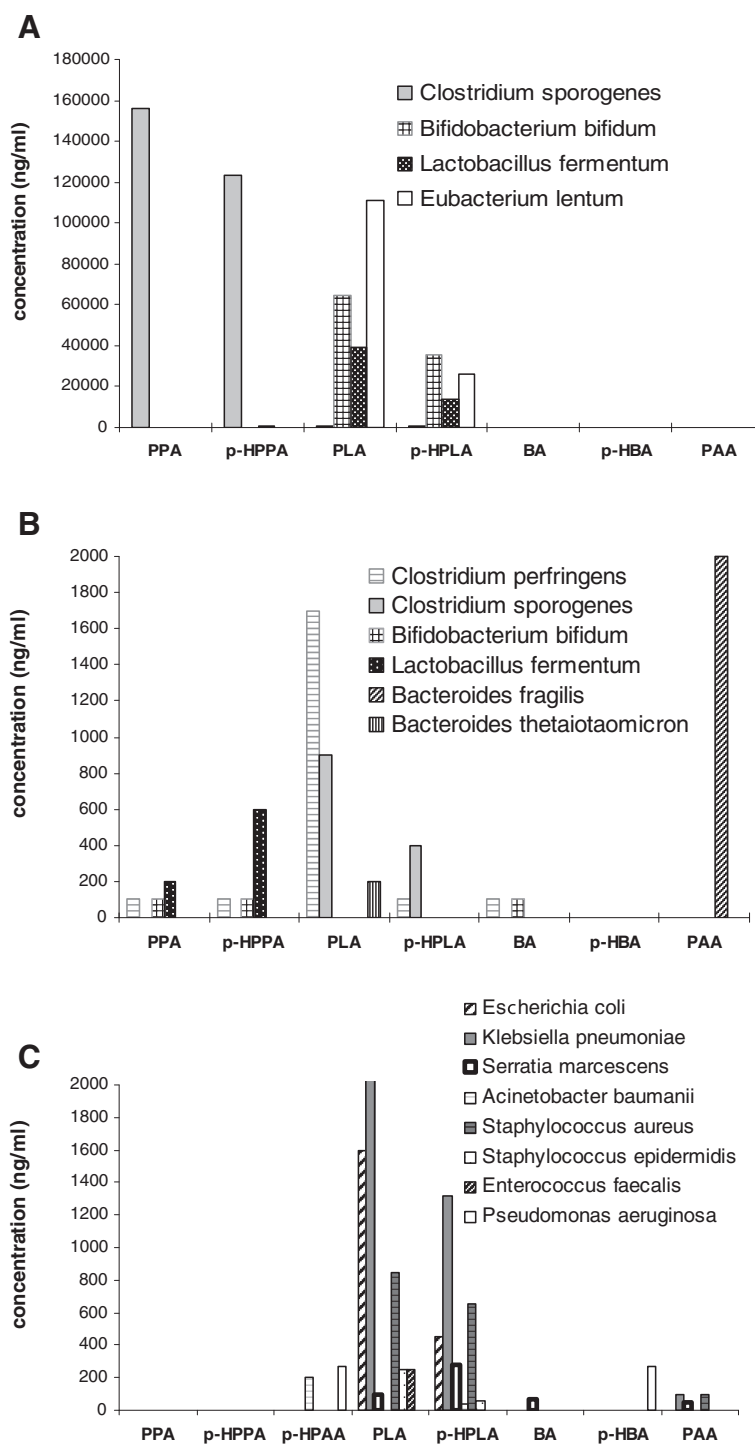 A
concentration (ng/ml)
180000
160000
140000
120000
100000
80000
60000
40000
20000
0
Clostridium sporogenes
Bifidobacterium bifidum
Lactobacillus fermentum
Eubacterium lentum
PPA p-HPPA PLA p-HPLA BA p-HBA PAA
B
concentration (ng/ml)
2000
1800
1600
1400
1200
1000
800
600
400
200
0
Clostridium perfringens
Clostridium sporogenes
Bifidobacterium bifidum
Lactobacillus fermentum
Bacteroides fragilis
Bacteroides thetaiotaomicron
PPA p-HPPA PLA p-HPLA BA p-HBA PAA
C
concentration (ng/ml)
2000
1800
1600
1400
1200
1000
800
600
400
200
0
Escherichia coli
Klebsiella pneumoniae
Serratia marcescens
Acinetobacter baumanii
Staphylococcus aureus
Staphylococcus epidermidis
Enterococcus faecalis
Pseudomonas aeruginosa
PPA p-HPPA p-HPAA PLA p-HPLA BA p-HBA PAA